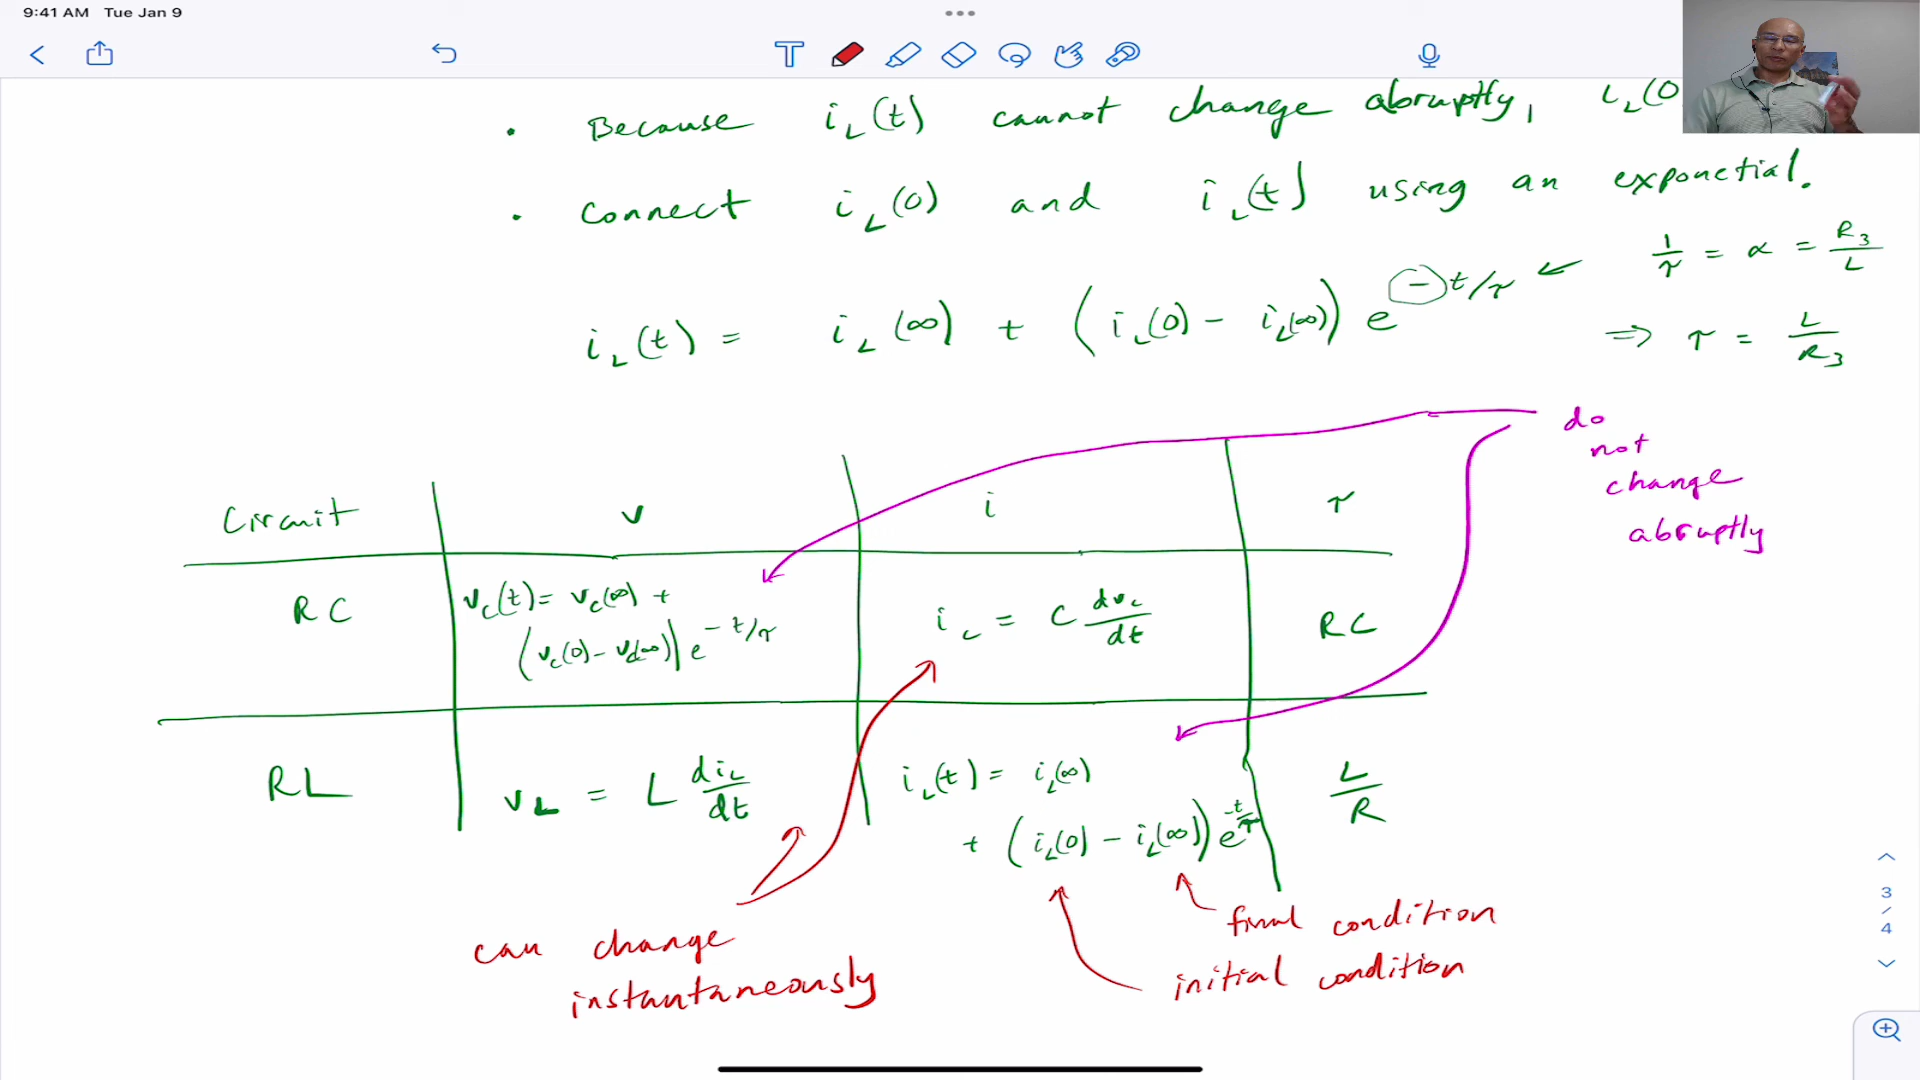 9:41 AM Tue Jan 9
• Because i_L(t) cannot change abruptly, i_L(0
• Connect i_L(0) and i_L(t) using an exponctial.
1/τ = α = R_3/L
i_L(t) = i_L(∞) + (i_L(0) - i_L(∞)) e^{-t/τ}
⇒ τ = L/R_3
do
not
change
abruptly
Circuit v i τ
RC v_c(t) = v_c(∞) + (v_c(0) - v_c(∞)) e^{-t/τ} i_c = C dv_c/dt RC
RL v_L = L di_L/dt i_L(t) = i_L(∞) + (i_L(0) - i_L(∞)) e^{-t/τ} L/R
can change
instantaneously
final condition
initial condition
3
/
4